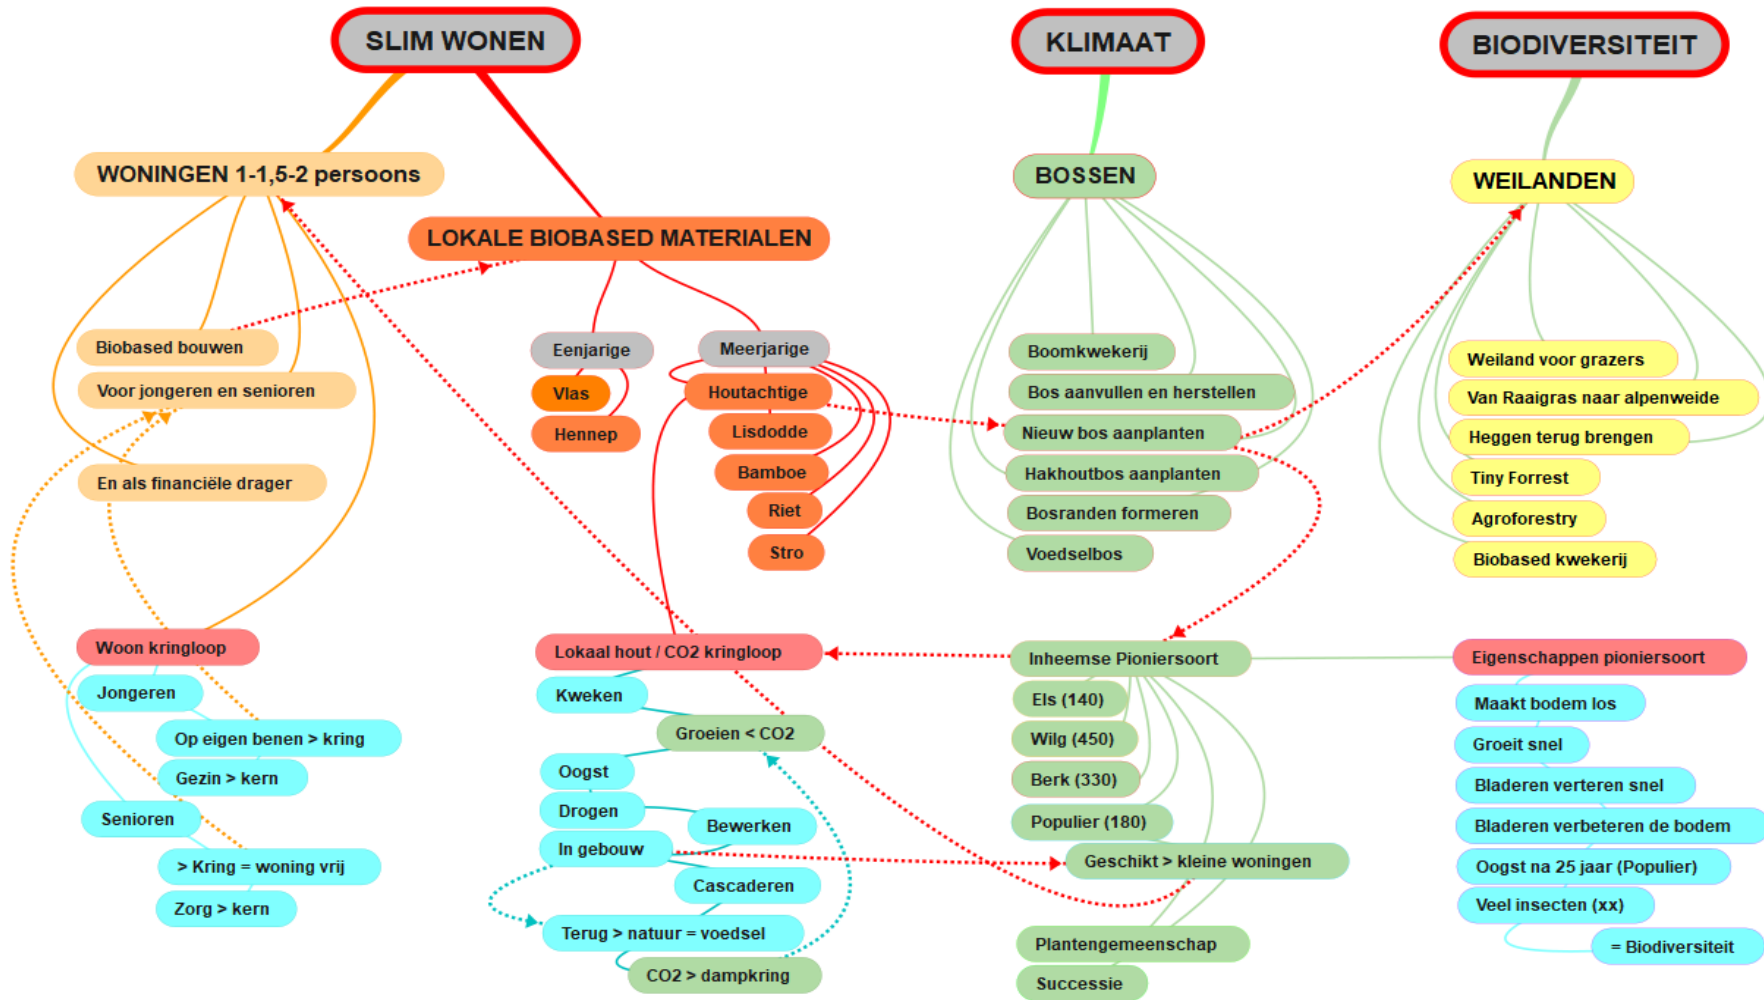 SLIM WONEN
KLIMAAT
BIODIVERSITEIT
WONINGEN 1-1,5-2 persoons
BOSSEN
WEILANDEN
LOKALE BIOBASED MATERIALEN
Biobased bouwen
Voor jongeren en senioren
En als financiële drager
Eenjarige
Vlas
Hennep
Meerjarige
Houtachtige
Lisdodde
Bamboe
Riet
Stro
Boomkwekerij
Bos aanvullen en herstellen
Nieuw bos aanplanten
Hakhoutbos aanplanten
Bosranden formeren
Voedselbos
Weiland voor grazers
Van Raaigras naar alpenweide
Heggen terug brengen
Tiny Forrest
Agroforestry
Biobased kwekerij
Woon kringloop
Jongeren
Op eigen benen > kring
Gezin > kern
Senioren
> Kring = woning vrij
Zorg > kern
Lokaal hout / CO2 kringloop
Kweken
Groeien < CO2
Oogst
Drogen
Bewerken
In gebouw
Cascaderen
Terug > natuur = voedsel
CO2 > dampkring
Inheemse Pioniersoort
Els (140)
Wilg (450)
Berk (330)
Populier (180)
Geschikt > kleine woningen
Plantengemeenschap
Successie
Eigenschappen pioniersoort
Maakt bodem los
Groeit snel
Bladeren verteren snel
Bladeren verbeteren de bodem
Oogst na 25 jaar (Populier)
Veel insecten (xx)
= Biodiversiteit